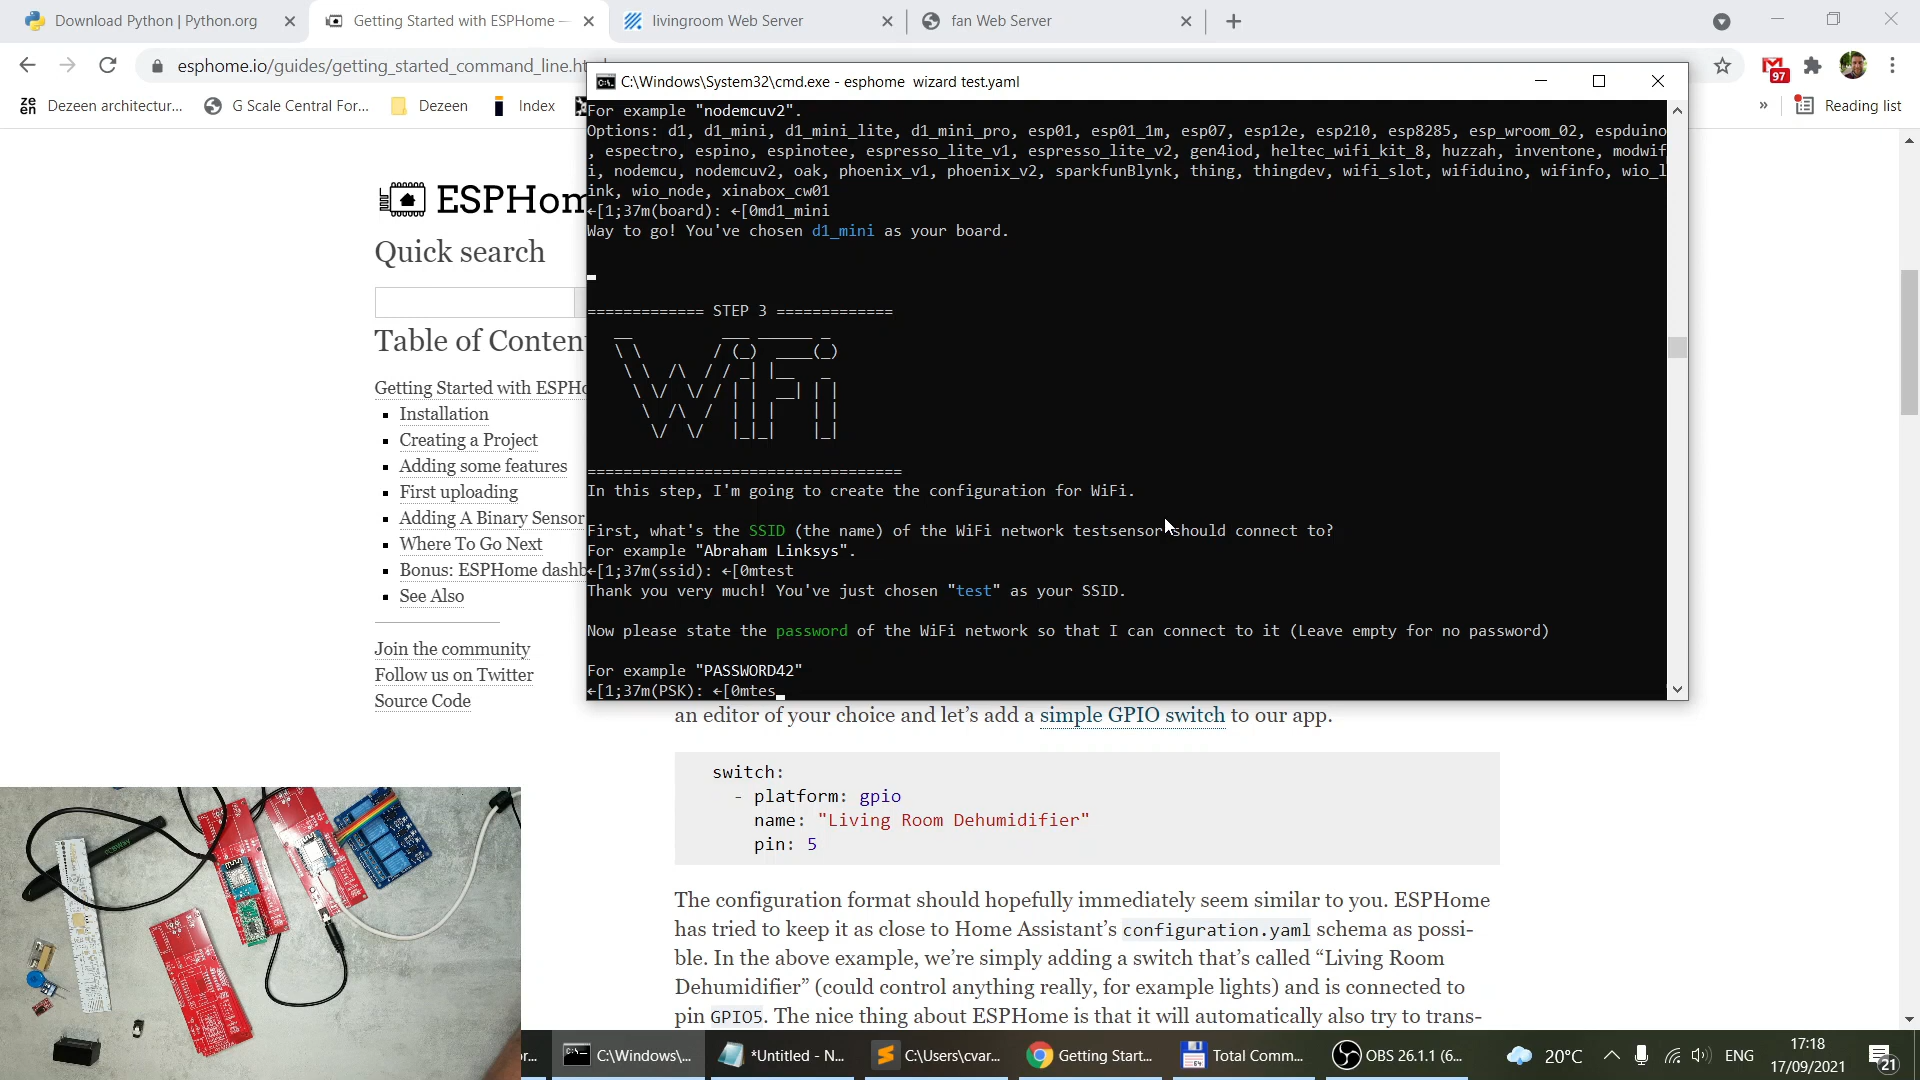 Download Python | Python.org
Getting Started with ESPHome —
livingroom Web Server
fan Web Server
esphome.io/guides/getting_started_command_line.ht
97
Dezeen architectur...
G Scale Central For...
Dezeen
Index
»
Reading list
ESPHom
Quick search
Table of Conten
Getting Started with ESPHo
Installation
Creating a Project
Adding some features
First uploading
Adding A Binary Sensor
Where To Go Next
Bonus: ESPHome dashb
See Also
Join the community
Follow us on Twitter
Source Code
C:\Windows\System32\cmd.exe - esphome  wizard test.yaml
For example "nodemcuv2".
Options: d1, d1_mini, d1_mini_lite, d1_mini_pro, esp01, esp01_1m, esp07, esp12e, esp210, esp8285, esp_wroom_02, espduino
, espectro, espino, espinotee, espresso_lite_v1, espresso_lite_v2, gen4iod, heltec_wifi_kit_8, huzzah, inventone, modwif
i, nodemcu, nodemcuv2, oak, phoenix_v1, phoenix_v2, sparkfunBlynk, thing, thingdev, wifi_slot, wifiduino, wifinfo, wio_l
ink, wio_node, xinabox_cw01
←[1;37m(board): ←[0md1_mini
Way to go! You've chosen d1_mini as your board.
============= STEP 3 =============
WiFi
===================================
In this step, I'm going to create the configuration for WiFi.
First, what's the SSID (the name) of the WiFi network testsensor should connect to?
For example "Abraham Linksys".
←[1;37m(ssid): ←[0mtest
Thank you very much! You've just chosen "test" as your SSID.
Now please state the password of the WiFi network so that I can connect to it (Leave empty for no password)
For example "PASSWORD42"
←[1;37m(PSK): ←[0mtes
an editor of your choice and let’s add a simple GPIO switch to our app.
switch:
- platform: gpio
name: "Living Room Dehumidifier"
pin: 5
The configuration format should hopefully immediately seem similar to you. ESPHome
has tried to keep it as close to Home Assistant’s configuration.yaml schema as possi-
ble. In the above example, we’re simply adding a switch that’s called “Living Room
Dehumidifier” (could control anything really, for example lights) and is connected to
pin GPIO5. The nice thing about ESPHome is that it will automatically also try to trans-
or...
C:\Windows\...
*Untitled - N...
C:\Users\cvar...
Getting Start...
Total Comm...
OBS 26.1.1 (6...
20°C
ENG
17:18
17/09/2021
21